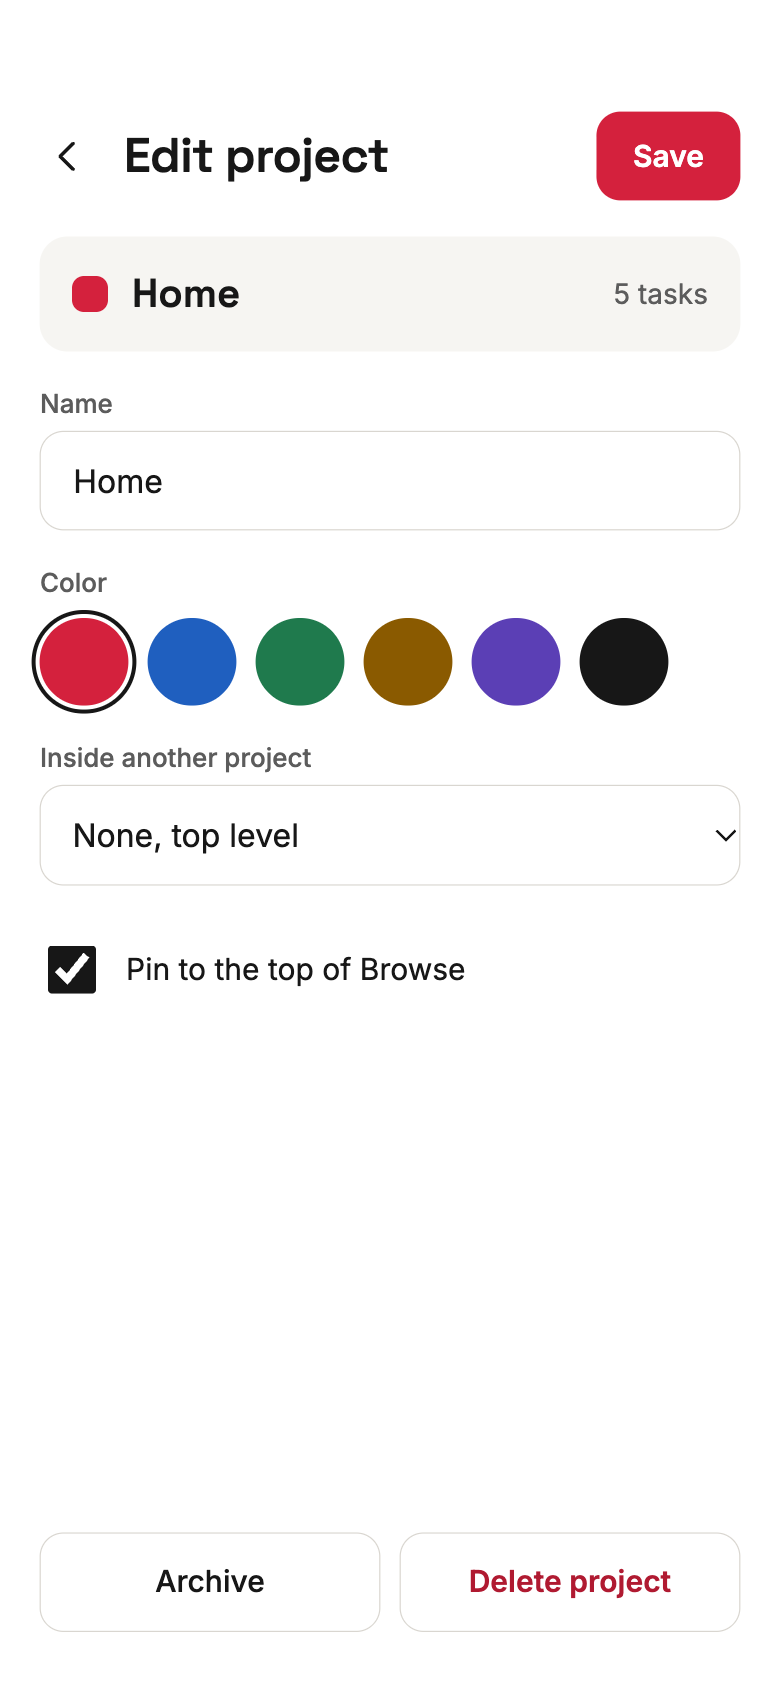 Edit project
Save
Home
5 tasks
Name
Home
Color
Inside another project
None, top level
Pin to the top of Browse
Archive
Delete project